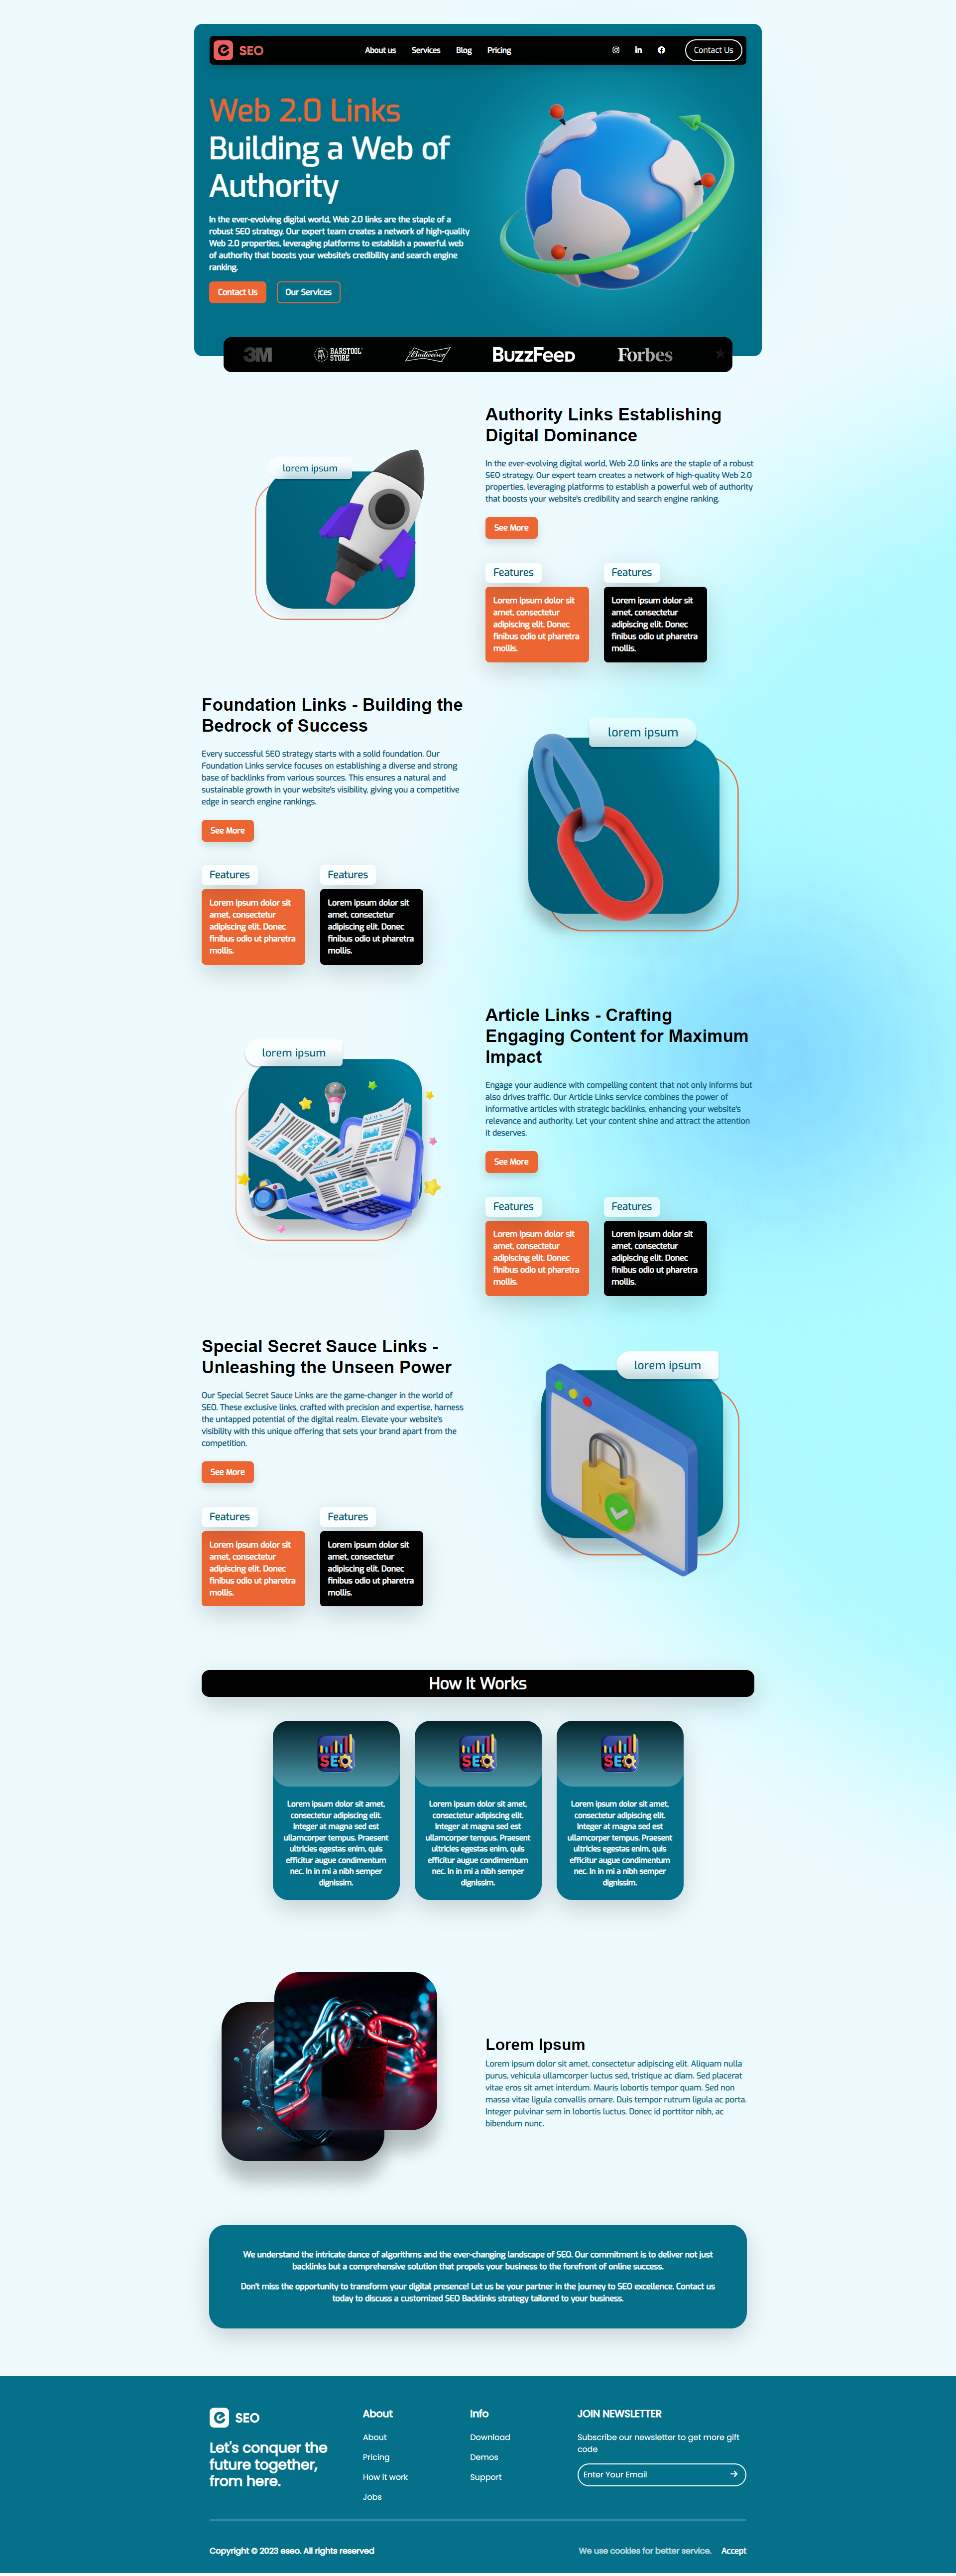 SEO
About us Services Blog Pricing
Contact Us
Web 2.0 Links
Building a Web of
Authority
In the ever-evolving digital world, Web 2.0 links are the staple of a
robust SEO strategy. Our expert team creates a network of high-quality
Web 2.0 properties, leveraging platforms to establish a powerful web
of authority that boosts your website's credibility and search engine
ranking.
Contact Us Our Services
3M BARSTOOL STORE Budweiser BuzzFeed Forbes
Authority Links Establishing
Digital Dominance
lorem ipsum
In the ever-evolving digital world, Web 2.0 links are the staple of a robust
SEO strategy. Our expert team creates a network of high-quality Web 2.0
properties, leveraging platforms to establish a powerful web of authority
that boosts your website's credibility and search engine ranking.
See More
Features
Lorem ipsum dolor sit
amet, consectetur
adipiscing elit. Donec
finibus odio ut pharetra
mollis.
Features
Lorem ipsum dolor sit
amet, consectetur
adipiscing elit. Donec
finibus odio ut pharetra
mollis.
Foundation Links - Building the
Bedrock of Success
lorem ipsum
Every successful SEO strategy starts with a solid foundation. Our
Foundation Links service focuses on establishing a diverse and strong
base of backlinks from various sources. This ensures a natural and
sustainable growth in your website's visibility, giving you a competitive
edge in search engine rankings.
See More
Features
Lorem ipsum dolor sit
amet, consectetur
adipiscing elit. Donec
finibus odio ut pharetra
mollis.
Features
Lorem ipsum dolor sit
amet, consectetur
adipiscing elit. Donec
finibus odio ut pharetra
mollis.
Article Links - Crafting
Engaging Content for Maximum
Impact
lorem ipsum
NEWS
Engage your audience with compelling content that not only informs but
also drives traffic. Our Article Links service combines the power of
informative articles with strategic backlinks, enhancing your website's
relevance and authority. Let your content shine and attract the attention
it deserves.
See More
Features
Lorem ipsum dolor sit
amet, consectetur
adipiscing elit. Donec
finibus odio ut pharetra
mollis.
Features
Lorem ipsum dolor sit
amet, consectetur
adipiscing elit. Donec
finibus odio ut pharetra
mollis.
Special Secret Sauce Links -
Unleashing the Unseen Power
lorem ipsum
Our Special Secret Sauce Links are the game-changer in the world of
SEO. These exclusive links, crafted with precision and expertise, harness
the untapped potential of the digital realm. Elevate your website's
visibility with this unique offering that sets your brand apart from the
competition.
See More
Features
Lorem ipsum dolor sit
amet, consectetur
adipiscing elit. Donec
finibus odio ut pharetra
mollis.
Features
Lorem ipsum dolor sit
amet, consectetur
adipiscing elit. Donec
finibus odio ut pharetra
mollis.
How It Works
SEO
Lorem ipsum dolor sit amet,
consectetur adipiscing elit.
Integer at magna sed est
ullamcorper tempus. Praesent
ultricies egestas enim, quis
efficitur augue condimentum
nec. In in mi a nibh semper
dignissim.
SEO
Lorem ipsum dolor sit amet,
consectetur adipiscing elit.
Integer at magna sed est
ullamcorper tempus. Praesent
ultricies egestas enim, quis
efficitur augue condimentum
nec. In in mi a nibh semper
dignissim.
SEO
Lorem ipsum dolor sit amet,
consectetur adipiscing elit.
Integer at magna sed est
ullamcorper tempus. Praesent
ultricies egestas enim, quis
efficitur augue condimentum
nec. In in mi a nibh semper
dignissim.
Lorem Ipsum
Lorem ipsum dolor sit amet, consectetur adipiscing elit. Aliquam nulla
purus, vehicula ullamcorper luctus sed, tristique ac diam. Sed placerat
vitae eros sit amet interdum. Mauris lobortis tempor quam. Sed non
massa vitae ligula convallis ornare. Duis tempor rutrum ligula ac porta.
Integer pulvinar sem in lobortis luctus. Donec id porttitor nibh, ac
bibendum nunc.
We understand the intricate dance of algorithms and the ever-changing landscape of SEO. Our commitment is to deliver not just
backlinks but a comprehensive solution that propels your business to the forefront of online success.
Don't miss the opportunity to transform your digital presence! Let us be your partner in the journey to SEO excellence. Contact us
today to discuss a customized SEO Backlinks strategy tailored to your business.
SEO
Let's conquer the
future together,
from here.
About
About
Pricing
How it work
Jobs
Info
Download
Demos
Support
JOIN NEWSLETTER
Subscribe our newsletter to get more gift
code
Enter Your Email
Copyright © 2023 eseo. All rights reserved
We use cookies for better service. Accept